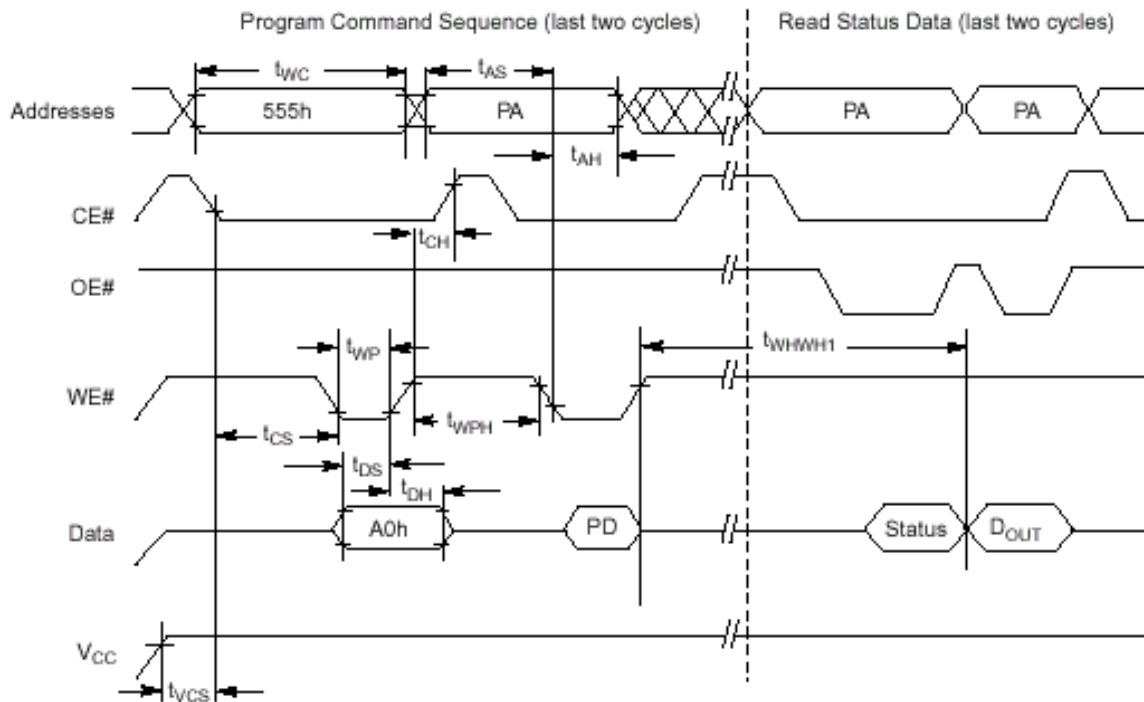 Program Command Sequence (last two cycles) Read Status Data (last two cycles)
tWC tAS
Addresses 555h PA PA PA
tAH
CE#
tCH
OE#
tWP tWHWH1
WE#
tCS tWPH
tDS
tDH
Data A0h PD Status DOUT
VCC
tVCS